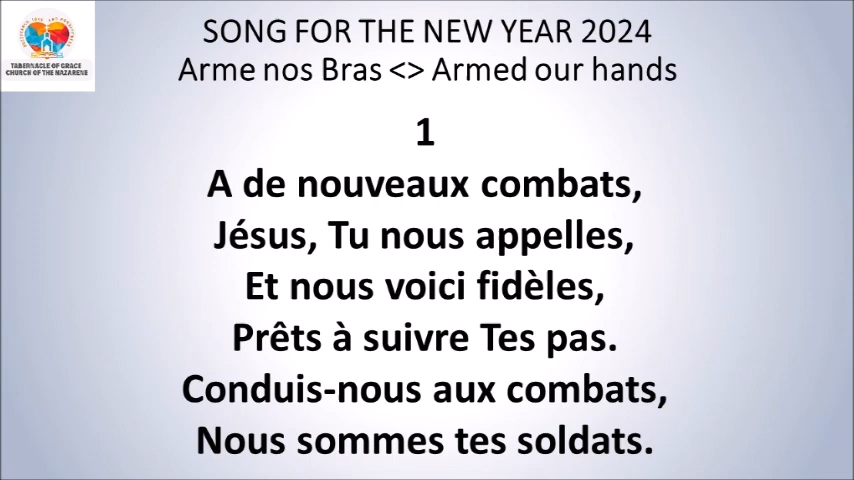 SONG FOR THE NEW YEAR 2024
Arme nos Bras <> Armed our hands
TABERNACLE OF GRACE
CHURCH OF THE NAZARENE
1
A de nouveaux combats,
Jésus, Tu nous appelles,
Et nous voici fidèles,
Prêts à suivre Tes pas.
Conduis-nous aux combats,
Nous sommes tes soldats.